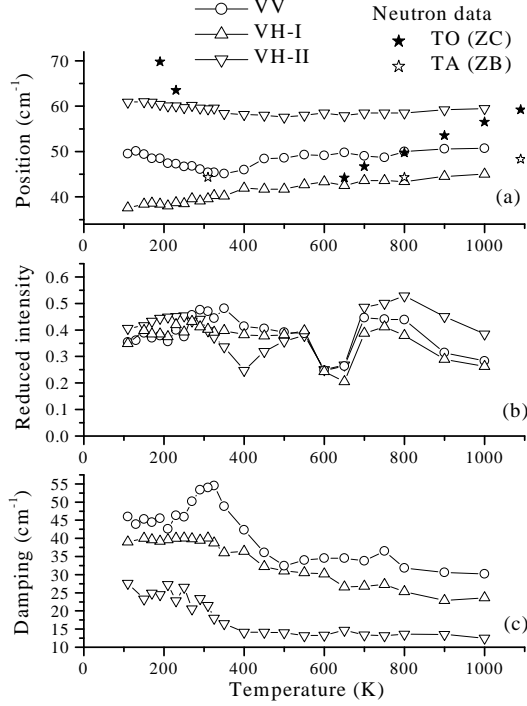 VV
VH-I
VH-II
Neutron data
TO (ZC)
TA (ZB)
Position (cm⁻¹)
70
60
50
40
(a)
0 200 400 600 800 1000
Reduced intensity
0.6
0.5
0.4
0.3
0.2
0.1
0.0
(b)
0 200 400 600 800 1000
Damping (cm⁻¹)
55
50
45
40
35
30
25
20
15
10
(c)
0 200 400 600 800 1000
Temperature (K)